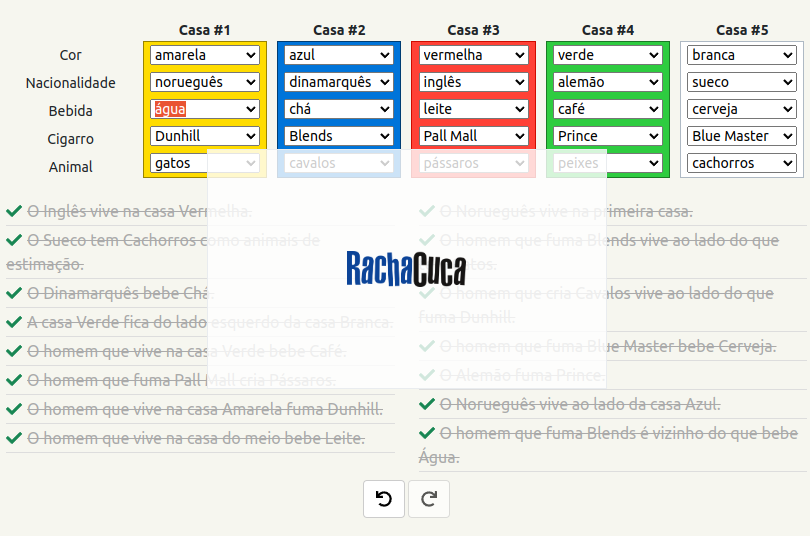 Casa #1 Casa #2 Casa #3 Casa #4 Casa #5
Cor amarela azul vermelha verde branca
Nacionalidade norueguês dinamarquês inglês alemão sueco
Bebida água chá leite café cerveja
Cigarro Dunhill Blends Pall Mall Prince Blue Master
Animal gatos cavalos pássaros peixes cachorros
O Inglês vive na casa Vermelha.
O Sueco tem Cachorros como animais de
estimação.
O Dinamarquês bebe Chá.
A casa Verde fica do lado esquerdo da casa Branca.
O homem que vive na casa Verde bebe Café.
O homem que fuma Pall Mall cria Pássaros.
O homem que vive na casa Amarela fuma Dunhill.
O homem que vive na casa do meio bebe Leite.
O Norueguês vive na primeira casa.
O homem que fuma Blends vive ao lado do que
Gatos.
O homem que cria Cavalos vive ao lado do que
fuma Dunhill.
O homem que fuma Blue Master bebe Cerveja.
O Alemão fuma Prince.
O Norueguês vive ao lado da casa Azul.
O homem que fuma Blends é vizinho do que bebe
Água.
RachaCuca